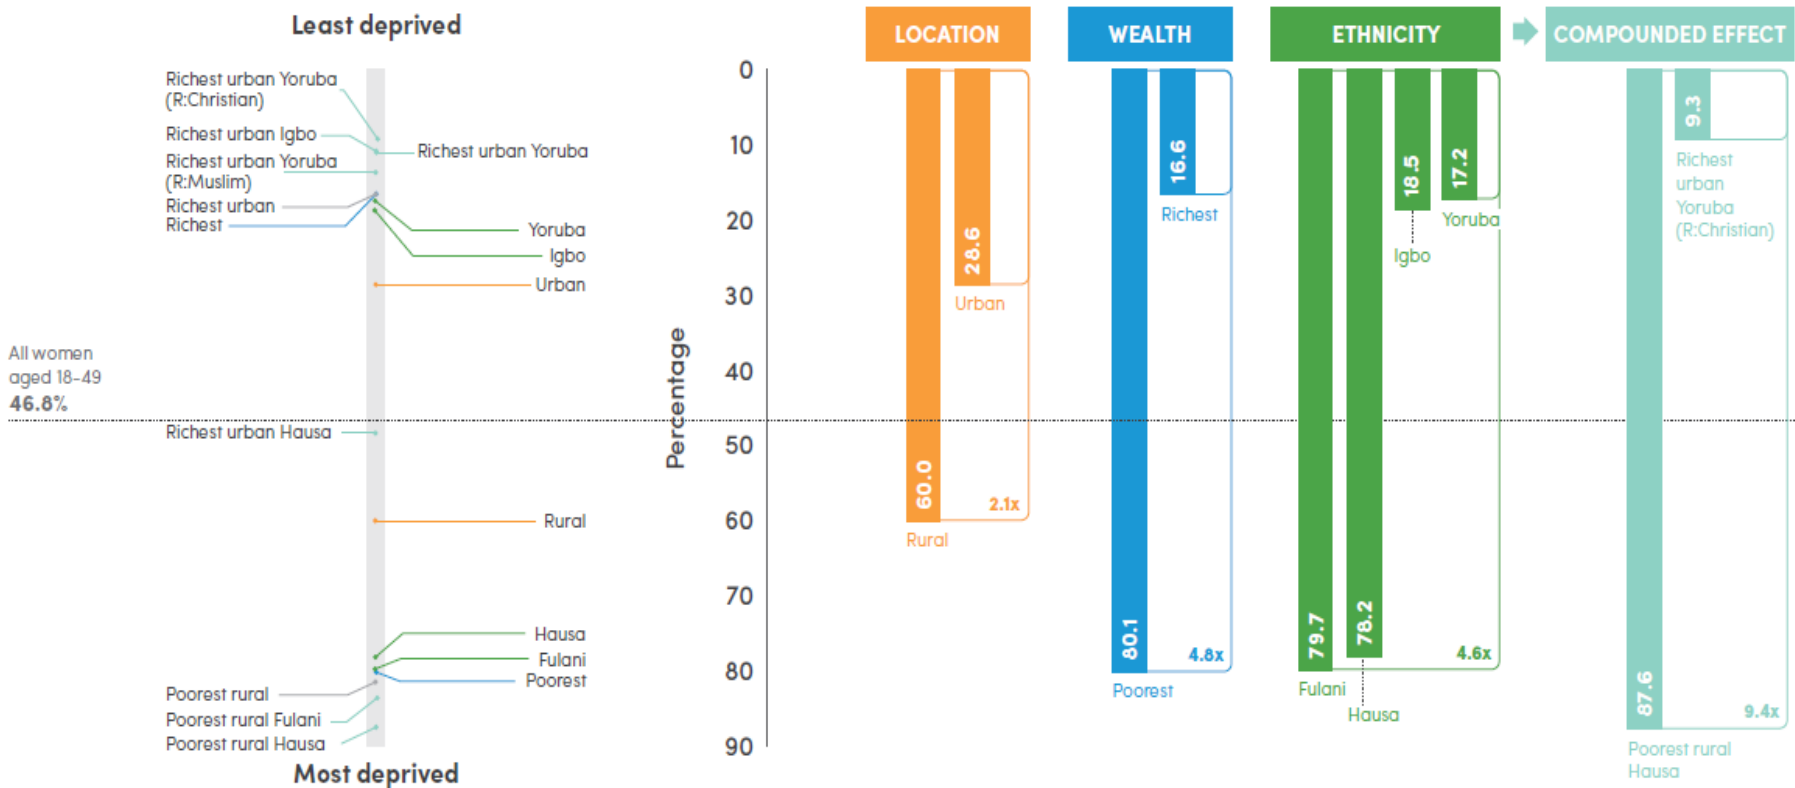 Least deprived
Richest urban Yoruba
(R:Christian)
Richest urban Igbo
Richest urban Yoruba
Richest urban Yoruba
(R:Muslim)
Richest urban
Richest
Yoruba
Igbo
Urban
All women
aged 18-49
46.8%
Richest urban Hausa
Rural
Hausa
Fulani
Poorest
Poorest rural
Poorest rural Fulani
Poorest rural Hausa
Most deprived
Percentage
0
10
20
30
40
50
60
70
80
90
LOCATION
60.0
Rural
28.6
Urban
2.1x
WEALTH
80.1
Poorest
16.6
Richest
4.8x
ETHNICITY
79.7
Fulani
78.2
Hausa
18.5
Igbo
17.2
Yoruba
4.6x
COMPOUNDED EFFECT
87.6
Poorest rural
Hausa
9.3
Richest
urban
Yoruba
(R:Christian)
9.4x